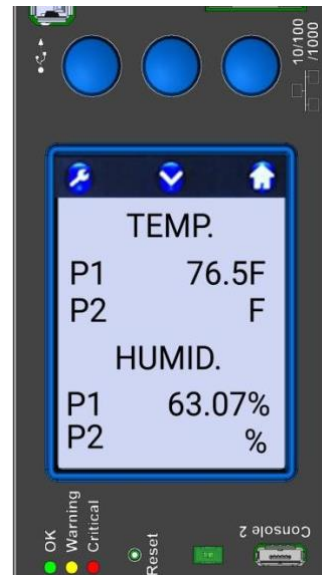 10/100
/1000
TEMP.
P1 76.5F
P2 F
HUMID.
P1 63.07%
P2 %
OK
Warning
Critical
Reset
Console 2